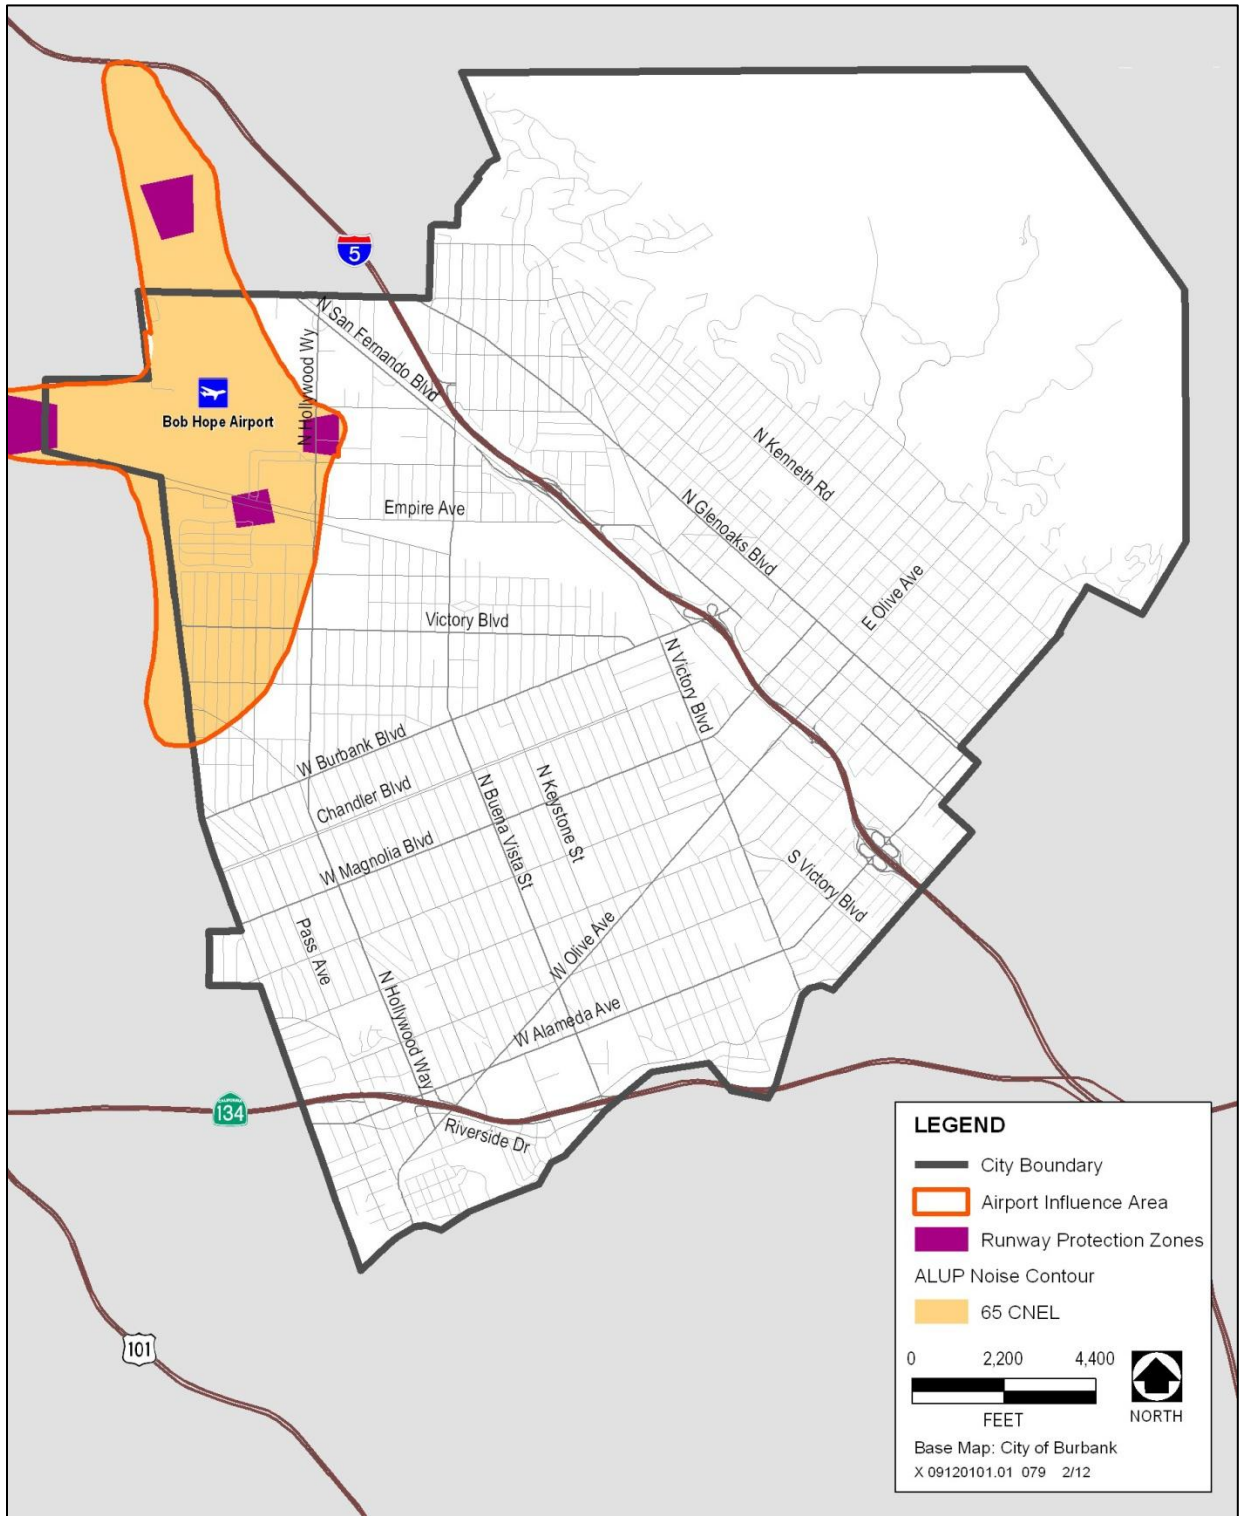 5
N San Fernando Blvd
N Hollywood Wy
Bob Hope Airport
N Kenneth Rd
N Glenoaks Blvd
Empire Ave
E Olive Ave
Victory Blvd
N Victory Blvd
W Burbank Blvd
Chandler Blvd
N Buena Vista St
N Keystone St
W Magnolia Blvd
S Victory Blvd
Pass Ave
W Olive Ave
N Hollywood Way
W Alameda Ave
CALIFORNIA
134
Riverside Dr
101
LEGEND
City Boundary
Airport Influence Area
Runway Protection Zones
ALUP Noise Contour
65 CNEL
0 2,200 4,400
FEET
NORTH
Base Map: City of Burbank
X 09120101.01 079 2/12